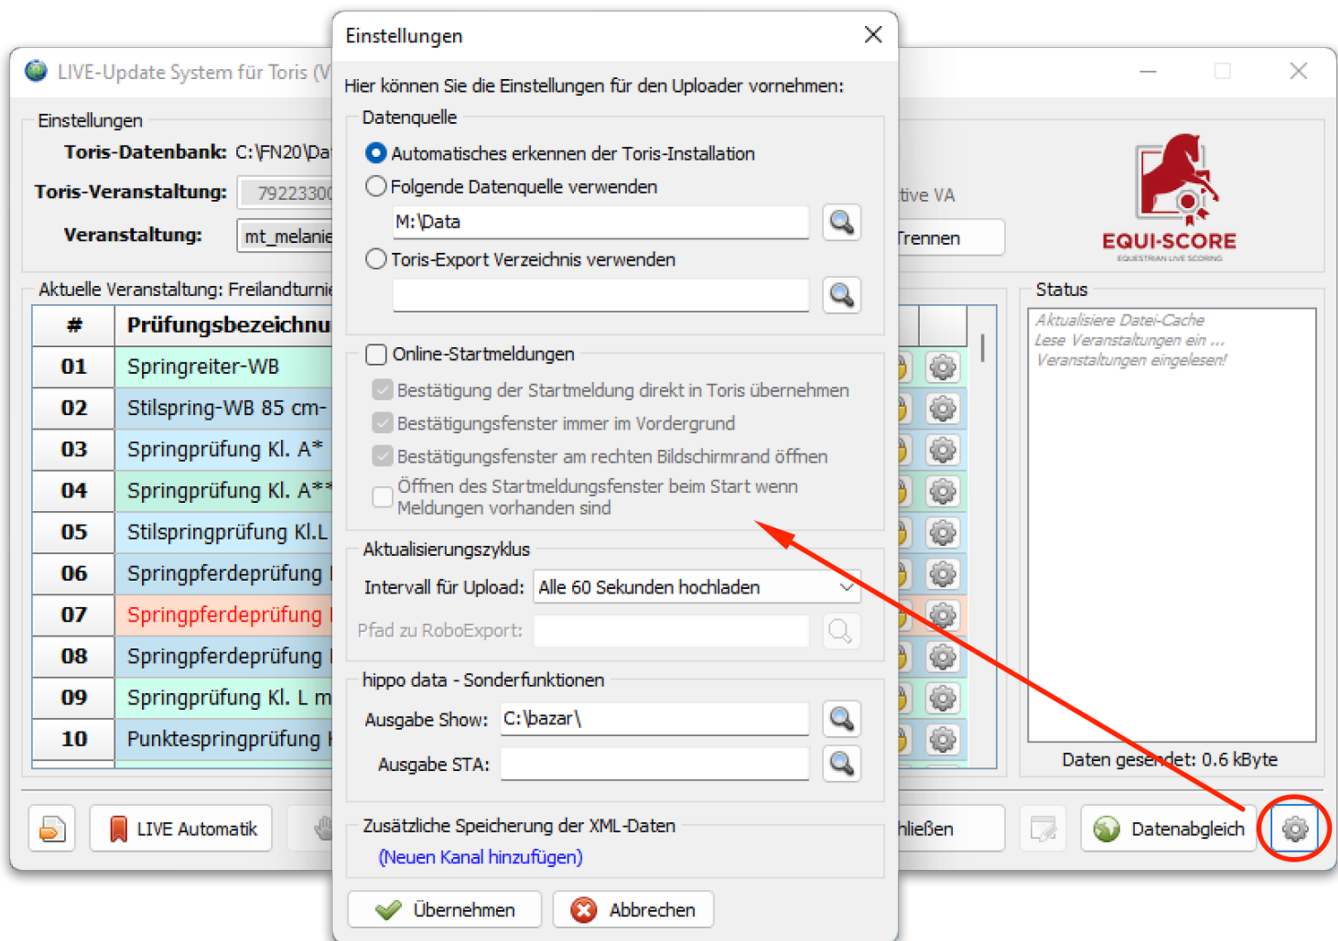 Einstellungen
LIVE-Update System für Toris (V
Hier können Sie die Einstellungen für den Uploader vornehmen:
Einstellungen
Toris-Datenbank: C:\FN20\Da
Toris-Veranstaltung: 79223300
tive VA
Veranstaltung: mt_melanie
Trennen
EQUI-SCORE
EQUESTRIAN LIVE SCORING
Datenquelle
Automatisches erkennen der Toris-Installation
Folgende Datenquelle verwenden
M:\Data
Toris-Export Verzeichnis verwenden
Online-Startmeldungen
Bestätigung der Startmeldung direkt in Toris übernehmen
Bestätigungsfenster immer im Vordergrund
Bestätigungsfenster am rechten Bildschirmrand öffnen
Öffnen des Startmeldungsfenster beim Start wenn
Meldungen vorhanden sind
Aktualisierungszyklus
Intervall für Upload: Alle 60 Sekunden hochladen
Pfad zu RoboExport:
hippo data - Sonderfunktionen
Ausgabe Show: C:\bazar\
Ausgabe STA:
Zusätzliche Speicherung der XML-Daten
(Neuen Kanal hinzufügen)
Übernehmen
Abbrechen
Aktuelle Veranstaltung: Freilandturnie
# Prüfungsbezeichnu
01 Springreiter-WB
02 Stilspring-WB 85 cm-
03 Springprüfung Kl. A*
04 Springprüfung Kl. A**
05 Stilspringprüfung Kl.L
06 Springpferdeprüfung
07 Springpferdeprüfung
08 Springpferdeprüfung
09 Springprüfung Kl. L m
10 Punktespringprüfung
Status
Aktualisiere Datei-Cache
Lese Veranstaltungen ein ...
Veranstaltungen eingelesen!
Daten gesendet: 0.6 kByte
LIVE Automatik
hließen
Datenabgleich